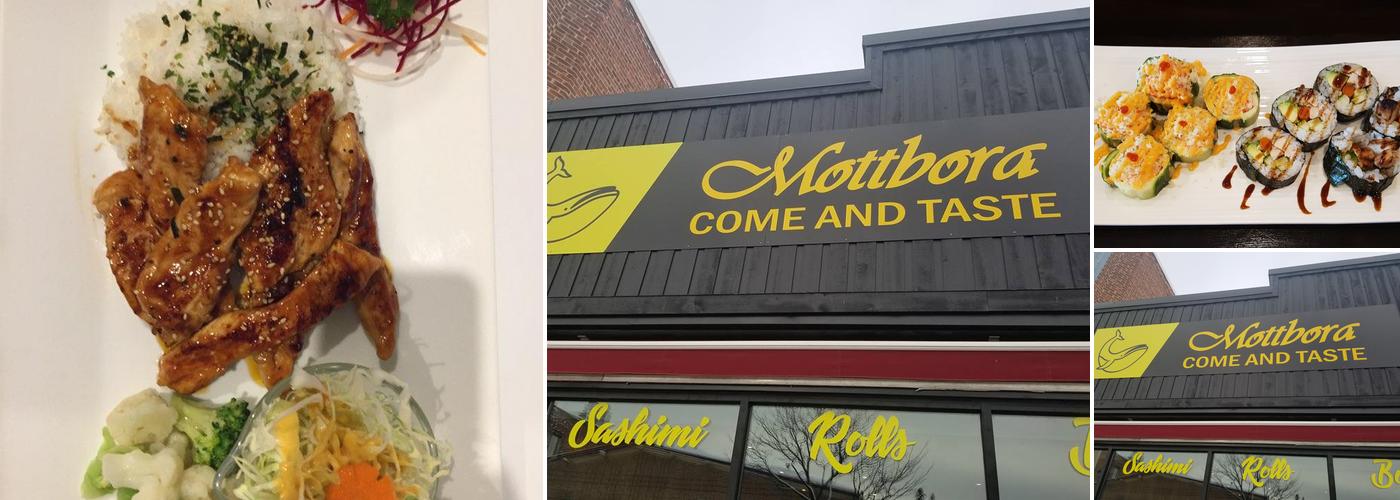 Mottbora
COME AND TASTE
Sashimi
Rolls
Mottbora
COME AND TASTE
Sashimi
Rolls